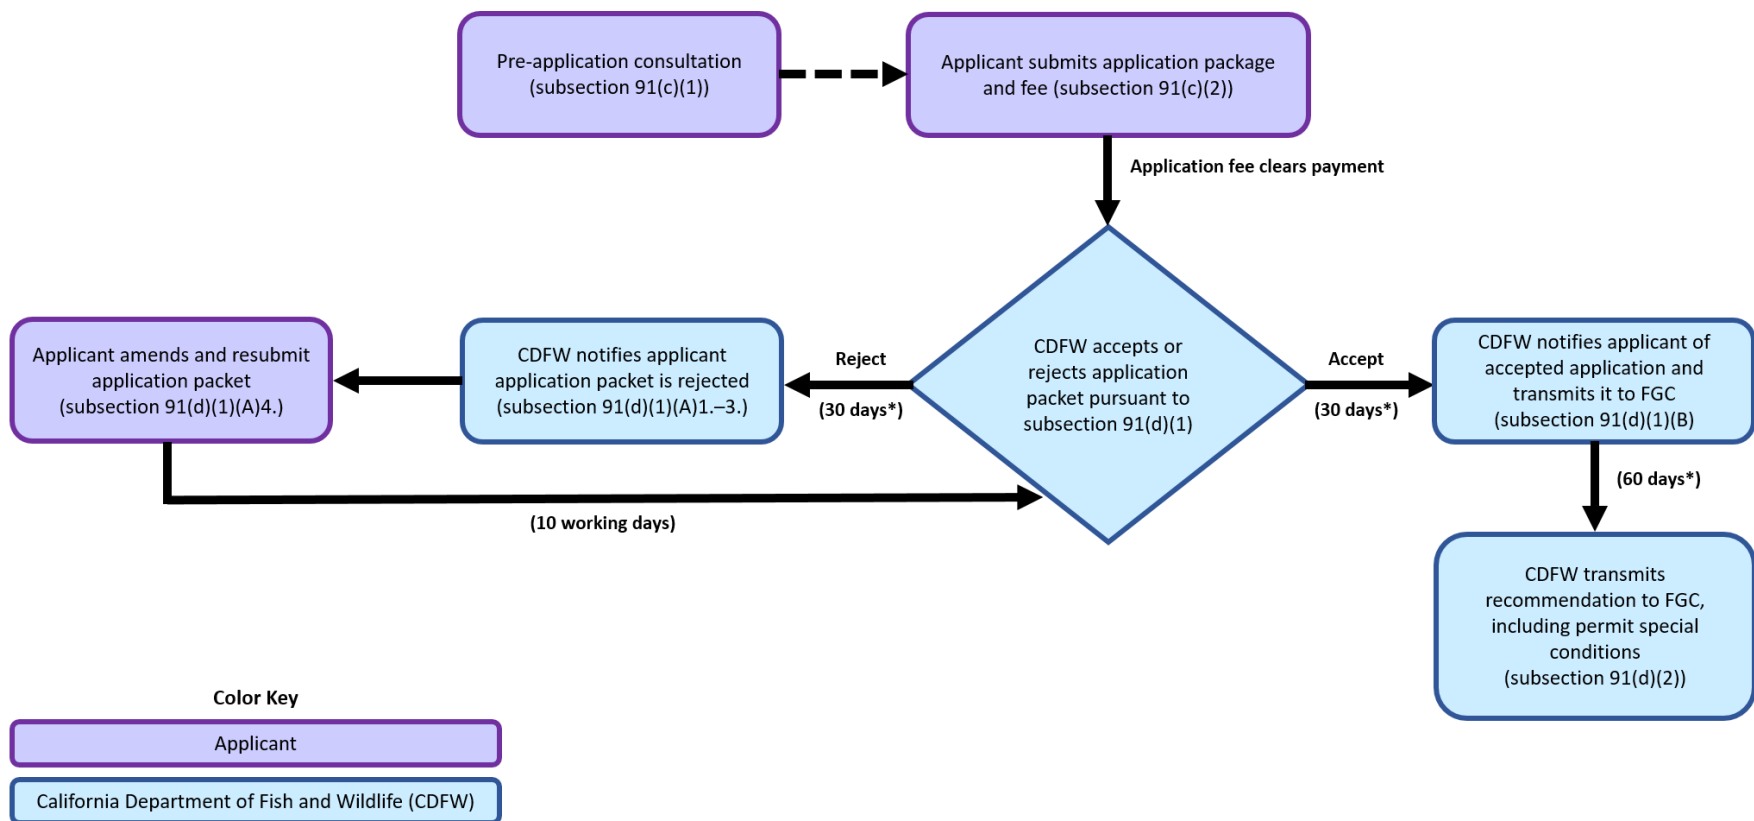 Pre-application consultation
(subsection 91(c)(1))
Applicant submits application package
and fee (subsection 91(c)(2))
Application fee clears payment
Applicant amends and resubmit
application packet
(subsection 91(d)(1)(A)4.)
CDFW notifies applicant
application packet is rejected
(subsection 91(d)(1)(A)1.–3.)
Reject
(30 days*)
CDFW accepts or
rejects application
packet pursuant to
subsection 91(d)(1)
Accept
(30 days*)
CDFW notifies applicant of
accepted application and
transmits it to FGC
(subsection 91(d)(1)(B)
(60 days*)
(10 working days)
CDFW transmits
recommendation to FGC,
including permit special
conditions
(subsection 91(d)(2))
Color Key
Applicant
California Department of Fish and Wildlife (CDFW)